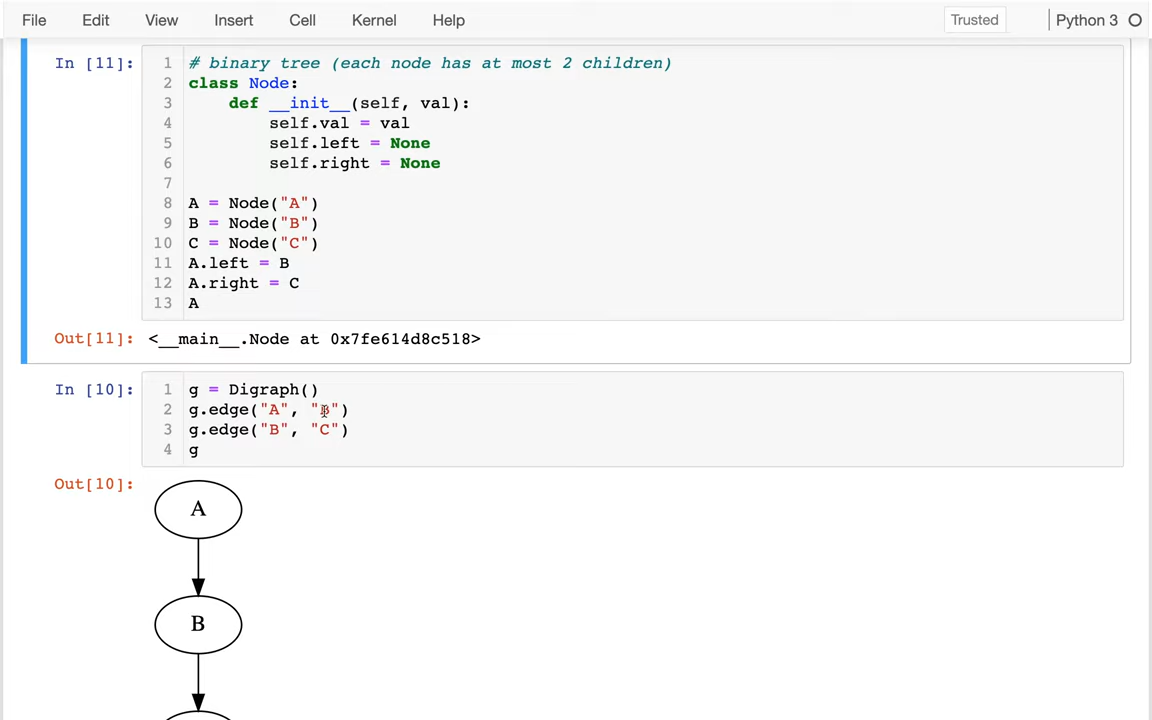 File Edit View Insert Cell Kernel Help Trusted Python 3
In [11]:
1 # binary tree (each node has at most 2 children)
2 class Node:
3     def __init__(self, val):
4         self.val = val
5         self.left = None
6         self.right = None
7
8 A = Node("A")
9 B = Node("B")
10 C = Node("C")
11 A.left = B
12 A.right = C
13 A
Out[11]: <__main__.Node at 0x7fe614d8c518>
In [10]:
1 g = Digraph()
2 g.edge("A", "B")
3 g.edge("B", "C")
4 g
Out[10]:
A
B